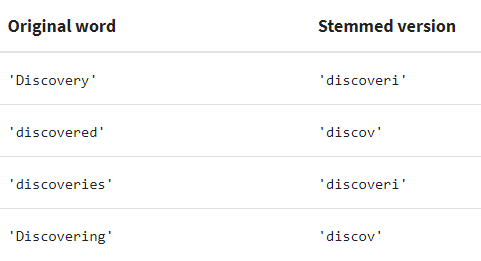 Original word Stemmed version
'Discovery' 'discoveri'
'discovered' 'discov'
'discoveries' 'discoveri'
'Discovering' 'discov'